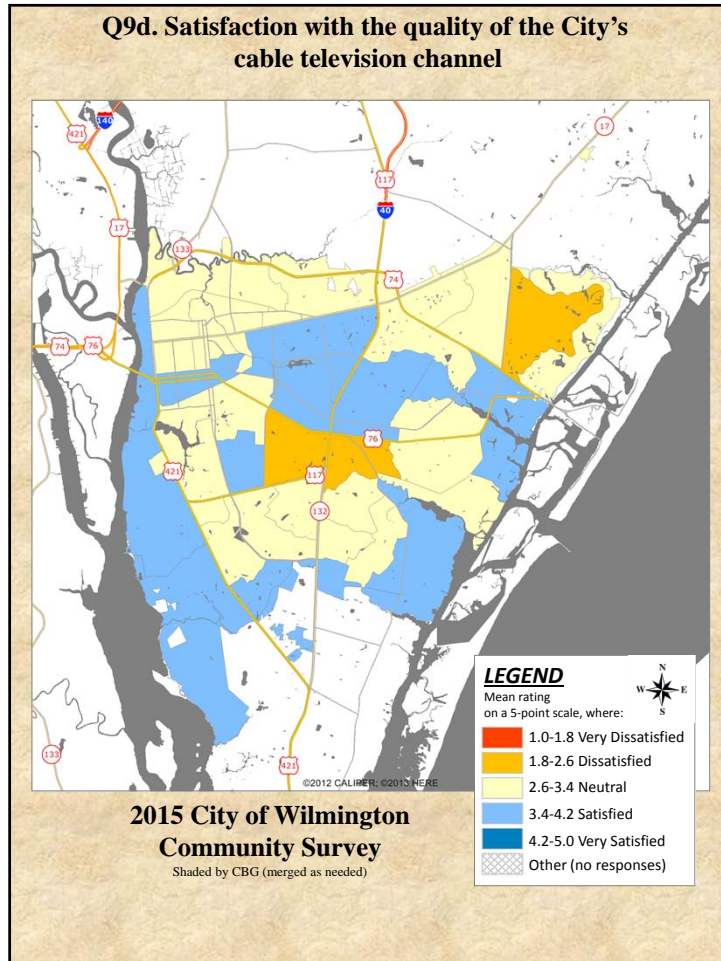 Q9d. Satisfaction with the quality of the City's
cable television channel
140
421
17
117
40
17
133
74
74
76
76
421
117
132
133
421
©2012 CALIPER; ©2013 HERE
LEGEND
Mean rating
on a 5-point scale, where:
N
W E
S
1.0-1.8 Very Dissatisfied
1.8-2.6 Dissatisfied
2.6-3.4 Neutral
3.4-4.2 Satisfied
4.2-5.0 Very Satisfied
Other (no responses)
2015 City of Wilmington
Community Survey
Shaded by CBG (merged as needed)